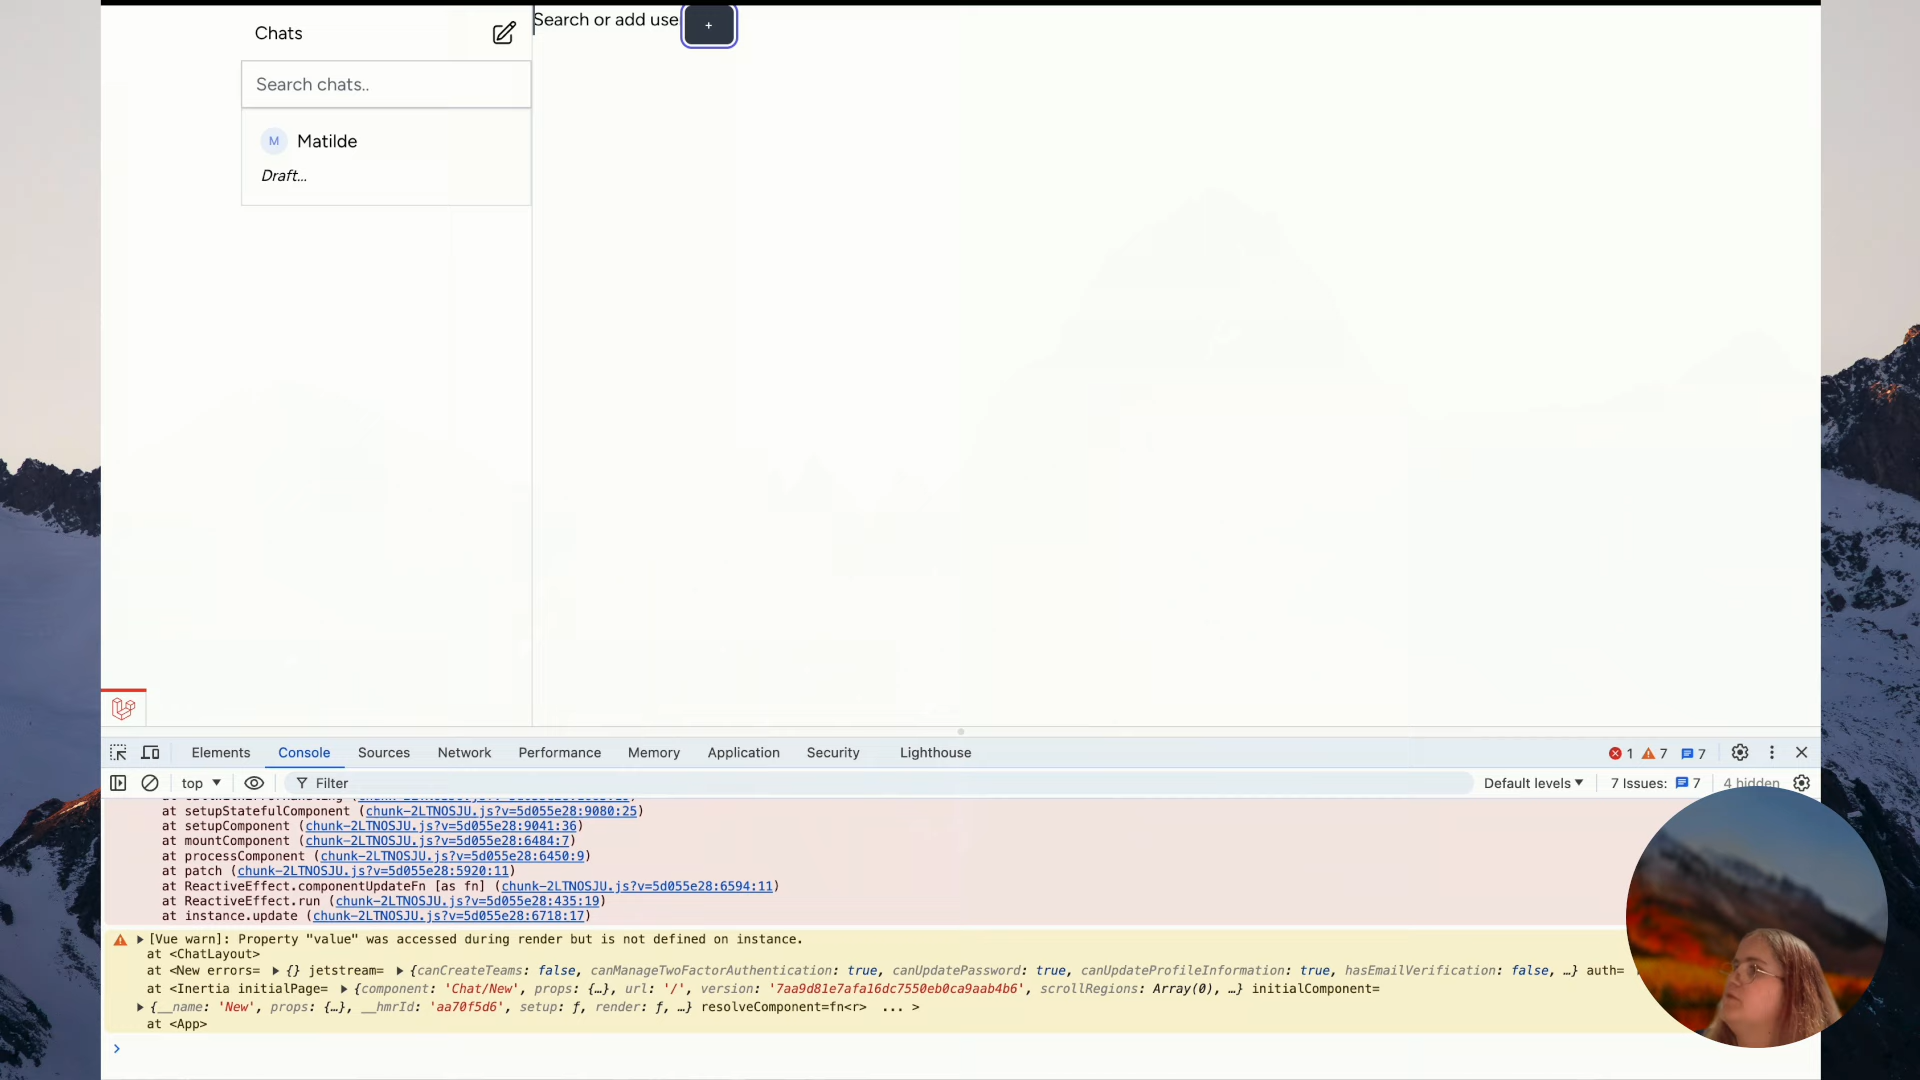 Chats
Search or add use
+
Search chats..
M
Matilde
Draft...
Elements
Console
Sources
Network
Performance
Memory
Application
Security
Lighthouse
1
7
7
top
Filter
Default levels
7 Issues:
7
4 hidden
at setupStatefulComponent (chunk-2LTNOSJU.js?v=5d055e28:9080:25)
at setupComponent (chunk-2LTNOSJU.js?v=5d055e28:9041:36)
at mountComponent (chunk-2LTNOSJU.js?v=5d055e28:6484:7)
at processComponent (chunk-2LTNOSJU.js?v=5d055e28:6450:9)
at patch (chunk-2LTNOSJU.js?v=5d055e28:5920:11)
at ReactiveEffect.componentUpdateFn [as fn] (chunk-2LTNOSJU.js?v=5d055e28:6594:11)
at ReactiveEffect.run (chunk-2LTNOSJU.js?v=5d055e28:435:19)
at instance.update (chunk-2LTNOSJU.js?v=5d055e28:6718:17)
[Vue warn]: Property "value" was accessed during render but is not defined on instance.
at <ChatLayout>
at <New errors= {} jetstream= {canCreateTeams: false, canManageTwoFactorAuthentication: true, canUpdatePassword: true, canUpdateProfileInformation: true, hasEmailVerification: false, …} auth=
at <Inertia initialPage= {component: 'Chat/New', props: {…}, url: '/', version: '7aa9d81e7afa16dc7550eb0ca9aab4b6', scrollRegions: Array(0), …} initialComponent=
{__name: 'New', props: {…}, __hmrId: 'aa70f5d6', setup: ƒ, render: ƒ, …} resolveComponent=fn<r> ... >
at <App>